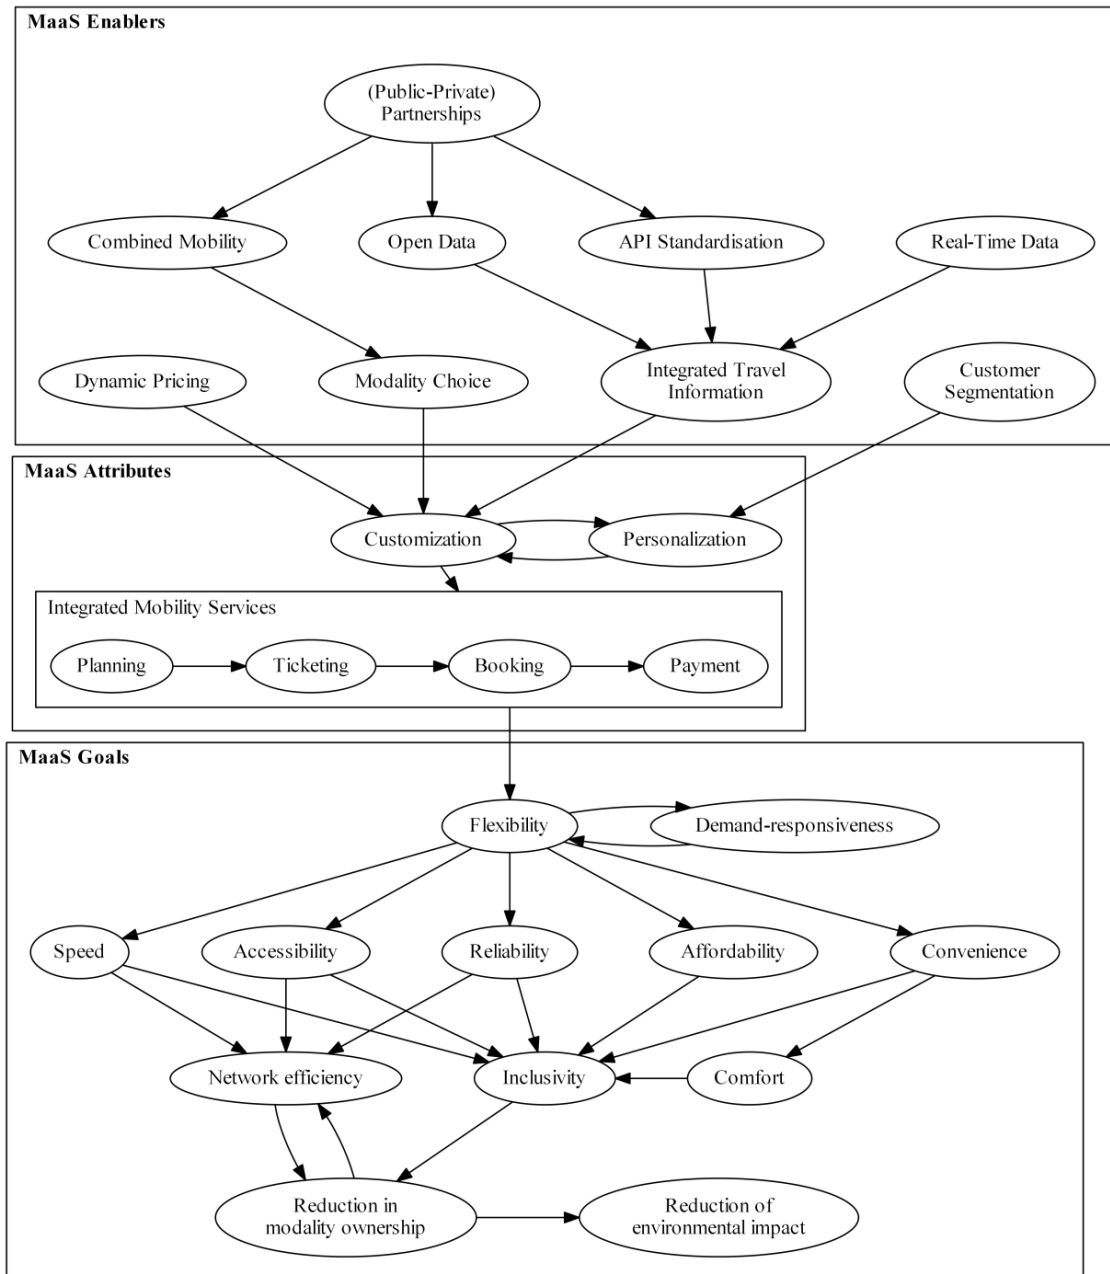 MaaS Enablers
(Public-Private)
Partnerships
Combined Mobility
Open Data
API Standardisation
Real-Time Data
Dynamic Pricing
Modality Choice
Integrated Travel
Information
Customer
Segmentation
MaaS Attributes
Customization
Personalization
Integrated Mobility Services
Planning
Ticketing
Booking
Payment
MaaS Goals
Flexibility
Demand-responsiveness
Speed
Accessibility
Reliability
Affordability
Convenience
Network efficiency
Inclusivity
Comfort
Reduction in
modality ownership
Reduction of
environmental impact